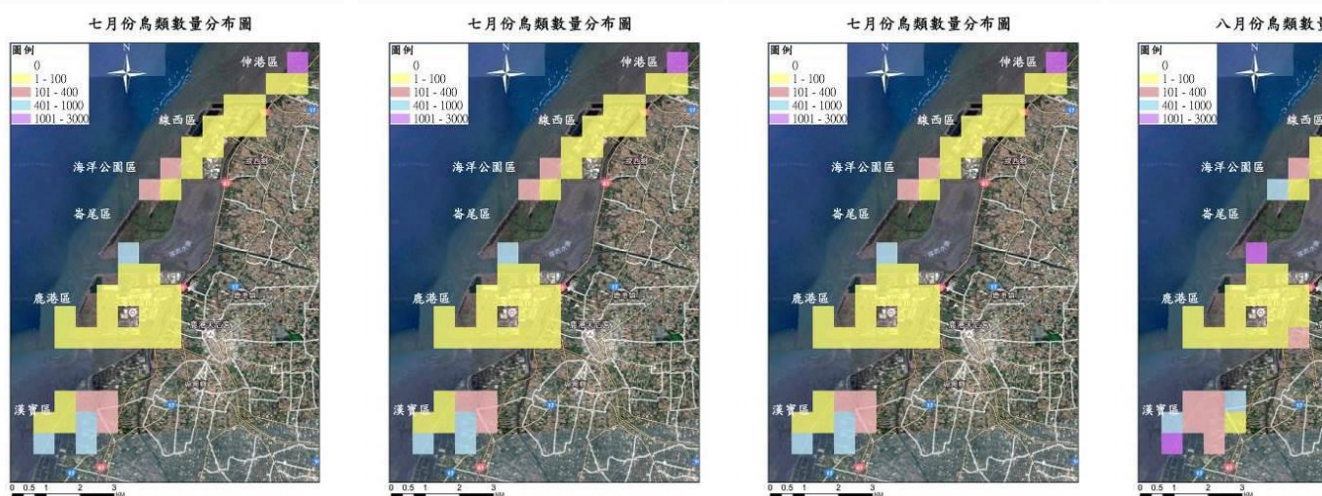 七月份鳥類數量分布圖
圖例
0
1 - 100
101 - 400
401 - 1000
1001 - 3000
N
伸港區
線西區
海洋公園區
崙尾區
鹿港區
漢寶區
17
61
0 0.5 1 2 3
七月份鳥類數量分布圖
圖例
0
1 - 100
101 - 400
401 - 1000
1001 - 3000
N
伸港區
線西區
海洋公園區
崙尾區
鹿港區
漢寶區
17
61
0 0.5 1 2 3
七月份鳥類數量分布圖
圖例
0
1 - 100
101 - 400
401 - 1000
1001 - 3000
N
伸港區
線西區
海洋公園區
崙尾區
鹿港區
漢寶區
17
61
0 0.5 1 2 3
八月份鳥類數
圖例
0
1 - 100
101 - 400
401 - 1000
1001 - 3000
N
線西區
海洋公園區
崙尾區
鹿港區
漢寶區
17
61
0 0.5 1 2 3